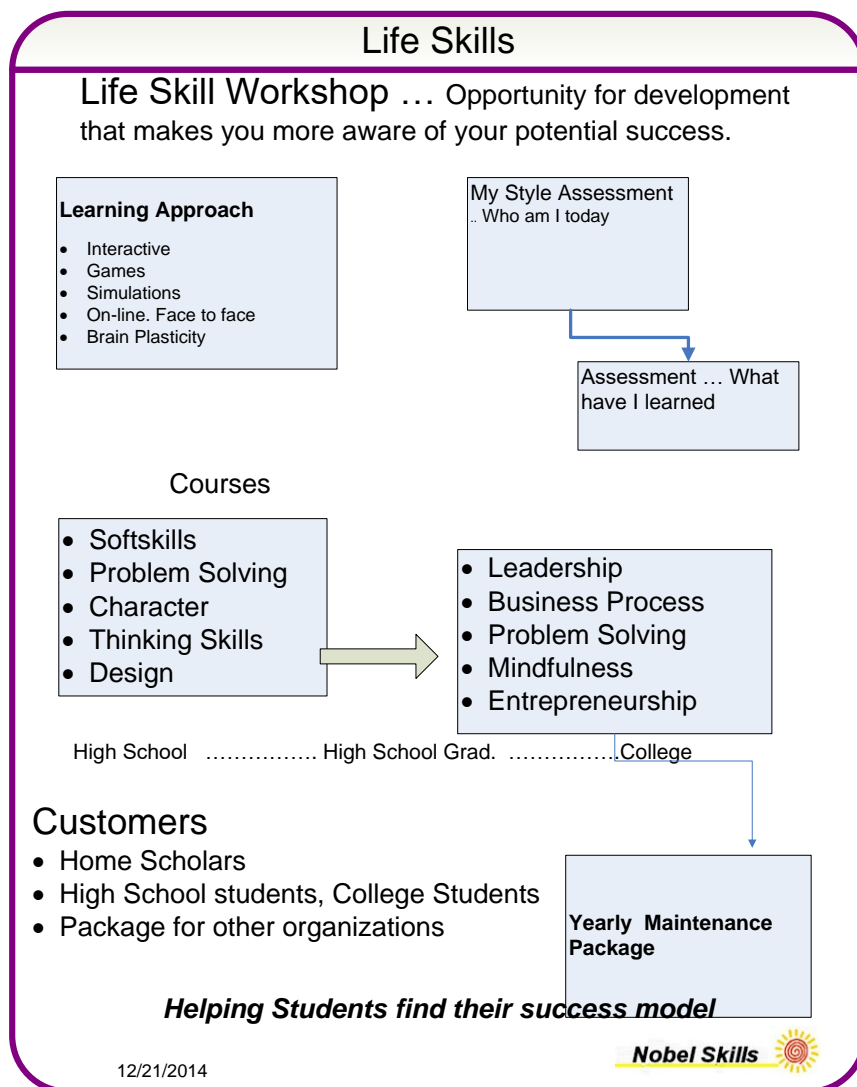 Life Skills
Life Skill Workshop … Opportunity for development
that makes you more aware of your potential success.
Learning Approach
• Interactive
• Games
• Simulations
• On-line. Face to face
• Brain Plasticity
My Style Assessment
.. Who am I today
Assessment … What
have I learned
Courses
• Softskills
• Problem Solving
• Character
• Thinking Skills
• Design
• Leadership
• Business Process
• Problem Solving
• Mindfulness
• Entrepreneurship
High School ................ High School Grad. ................College
Customers
• Home Scholars
• High School students, College Students
• Package for other organizations
Yearly Maintenance
Package
Helping Students find their success model
Nobel Skills
12/21/2014